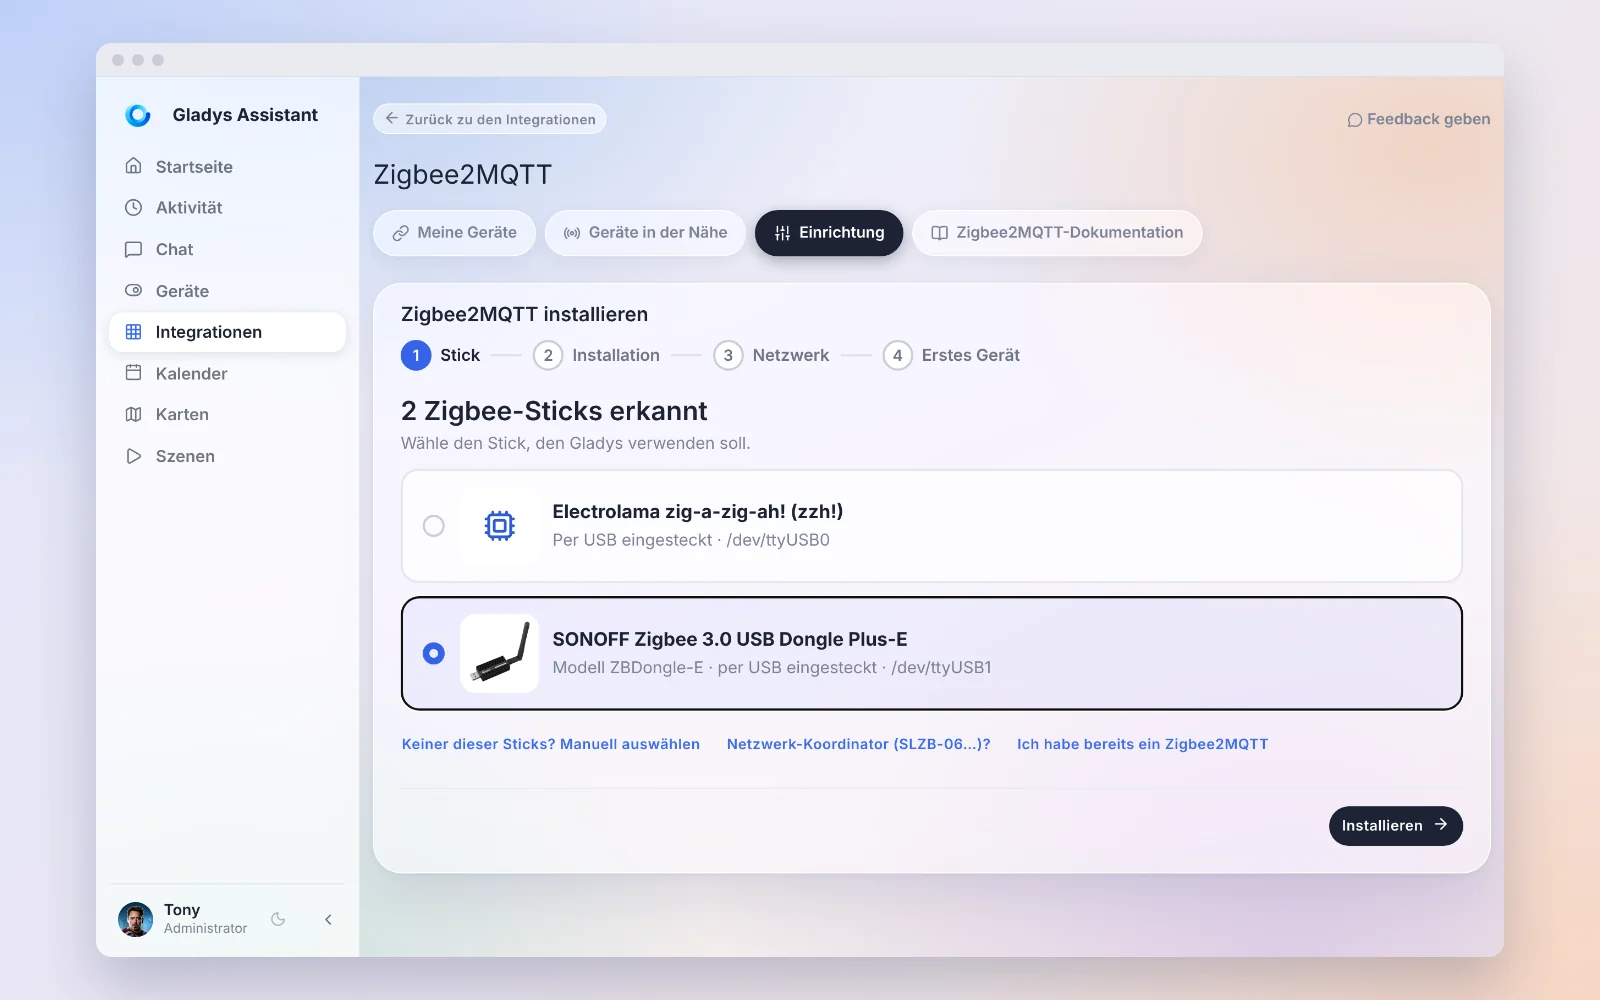 Gladys Assistant
Startseite
Aktivität
Chat
Geräte
Integrationen
Kalender
Karten
Szenen
Tony
Administrator
Zurück zu den Integrationen
Feedback geben
Zigbee2MQTT
Meine Geräte
Geräte in der Nähe
Einrichtung
Zigbee2MQTT-Dokumentation
Zigbee2MQTT installieren
1 Stick
2 Installation
3 Netzwerk
4 Erstes Gerät
2 Zigbee-Sticks erkannt
Wähle den Stick, den Gladys verwenden soll.
Electrolama zig-a-zig-ah! (zzh!)
Per USB eingesteckt · /dev/ttyUSB0
SONOFF Zigbee 3.0 USB Dongle Plus-E
Modell ZBDongle-E · per USB eingesteckt · /dev/ttyUSB1
Keiner dieser Sticks? Manuell auswählen
Netzwerk-Koordinator (SLZB-06…)?
Ich habe bereits ein Zigbee2MQTT
Installieren